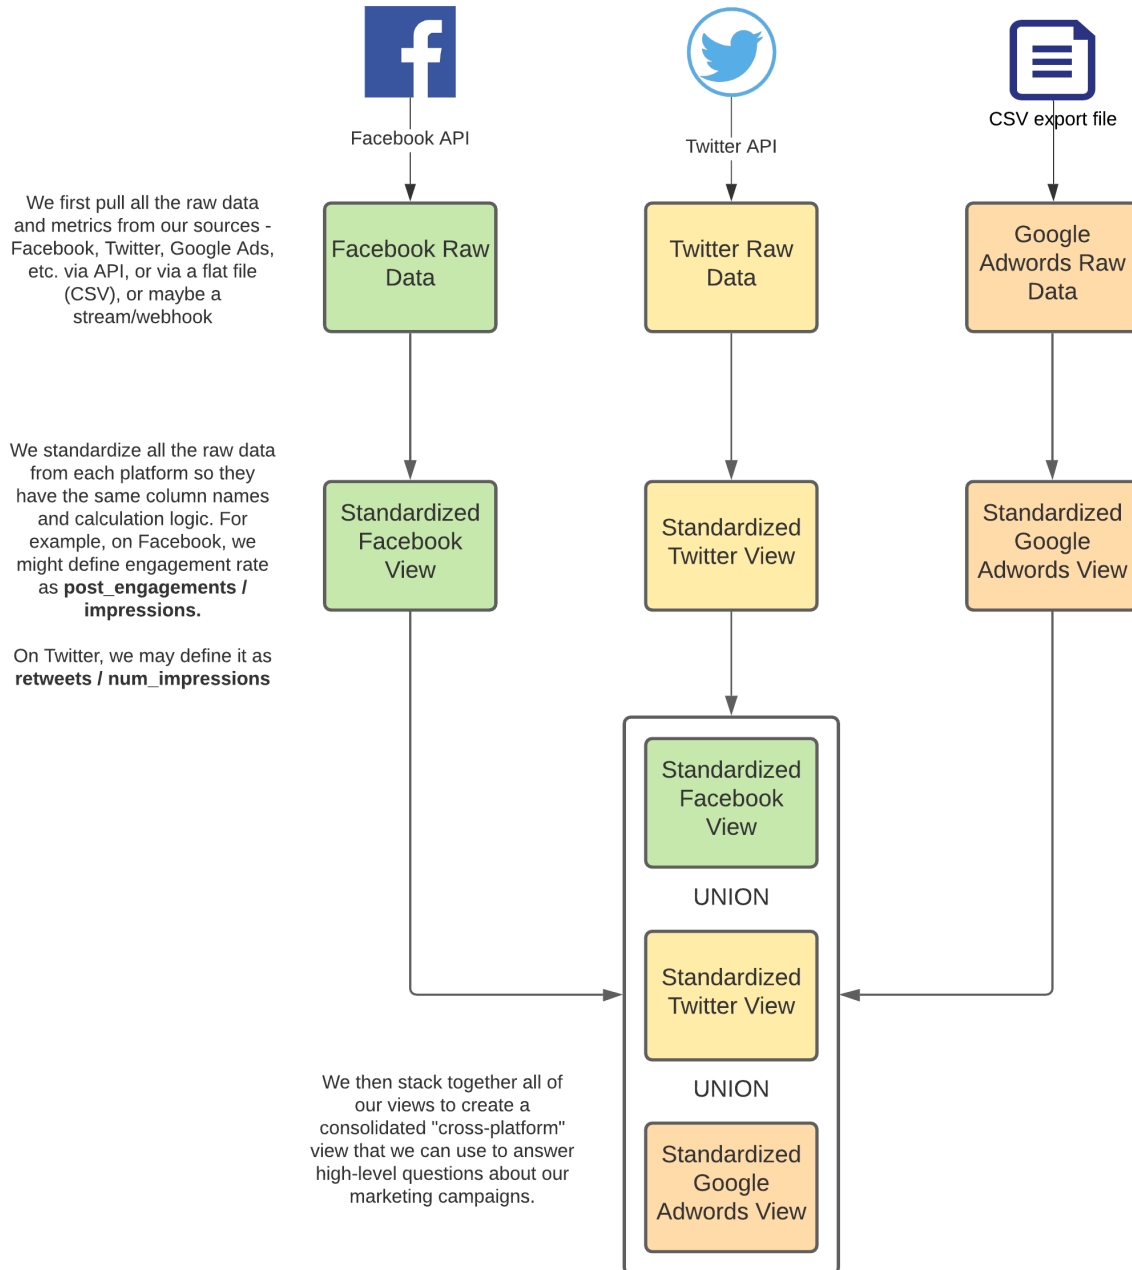 Facebook API
Twitter API
CSV export file
We first pull all the raw data
and metrics from our sources -
Facebook, Twitter, Google Ads,
etc. via API, or via a flat file
(CSV), or maybe a
stream/webhook
Facebook Raw
Data
Twitter Raw
Data
Google
Adwords Raw
Data
We standardize all the raw data
from each platform so they
have the same column names
and calculation logic. For
example, on Facebook, we
might define engagement rate
as post_engagements /
impressions.
On Twitter, we may define it as
retweets / num_impressions
Standardized
Facebook
View
Standardized
Twitter View
Standardized
Google
Adwords View
Standardized
Facebook
View
UNION
Standardized
Twitter View
UNION
Standardized
Google
Adwords View
We then stack together all of
our views to create a
consolidated "cross-platform"
view that we can use to answer
high-level questions about our
marketing campaigns.